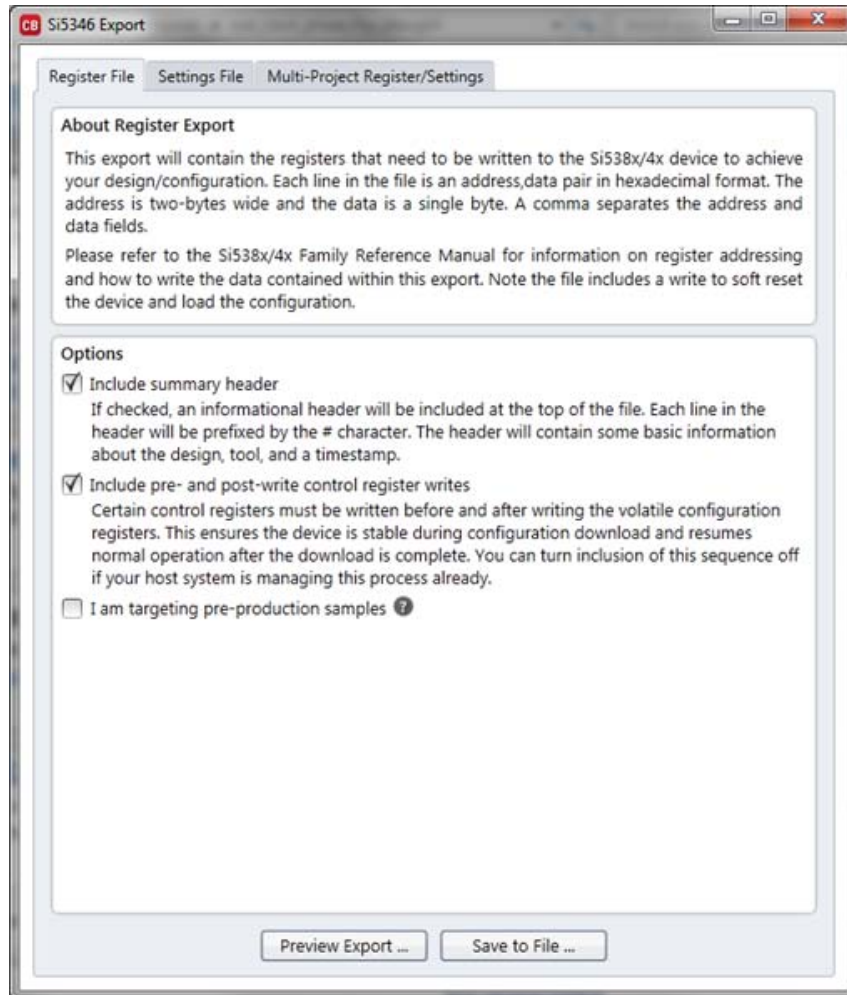 CB Si5346 Export
Register File Settings File Multi-Project Register/Settings
About Register Export
This export will contain the registers that need to be written to the Si538x/4x device to achieve
your design/configuration. Each line in the file is an address,data pair in hexadecimal format. The
address is two-bytes wide and the data is a single byte. A comma separates the address and
data fields.
Please refer to the Si538x/4x Family Reference Manual for information on register addressing
and how to write the data contained within this export. Note the file includes a write to soft reset
the device and load the configuration.
Options
Include summary header
If checked, an informational header will be included at the top of the file. Each line in the
header will be prefixed by the # character. The header will contain some basic information
about the design, tool, and a timestamp.
Include pre- and post-write control register writes
Certain control registers must be written before and after writing the volatile configuration
registers. This ensures the device is stable during configuration download and resumes
normal operation after the download is complete. You can turn inclusion of this sequence off
if your host system is managing this process already.
I am targeting pre-production samples ?
Preview Export ... Save to File ...